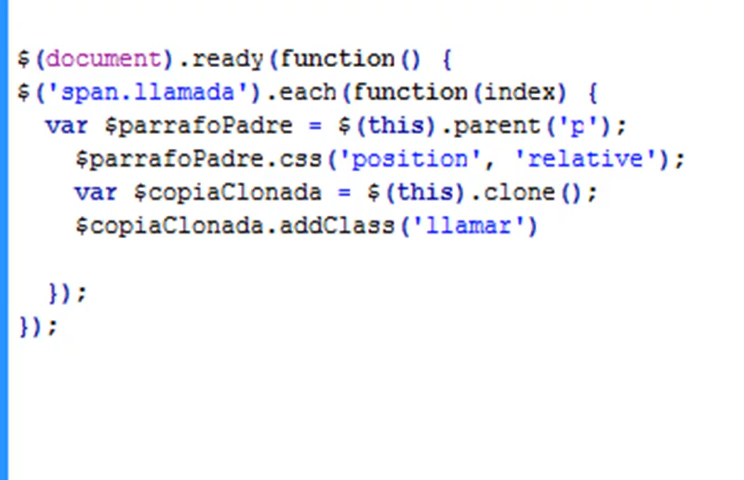 $(document).ready(function() {
$('span.llamada').each(function(index) {
var $parrafoPadre = $(this).parent('p');
$parrafoPadre.css('position', 'relative');
var $copiaClonada = $(this).clone();
$copiaClonada.addClass('llamar')
});
});